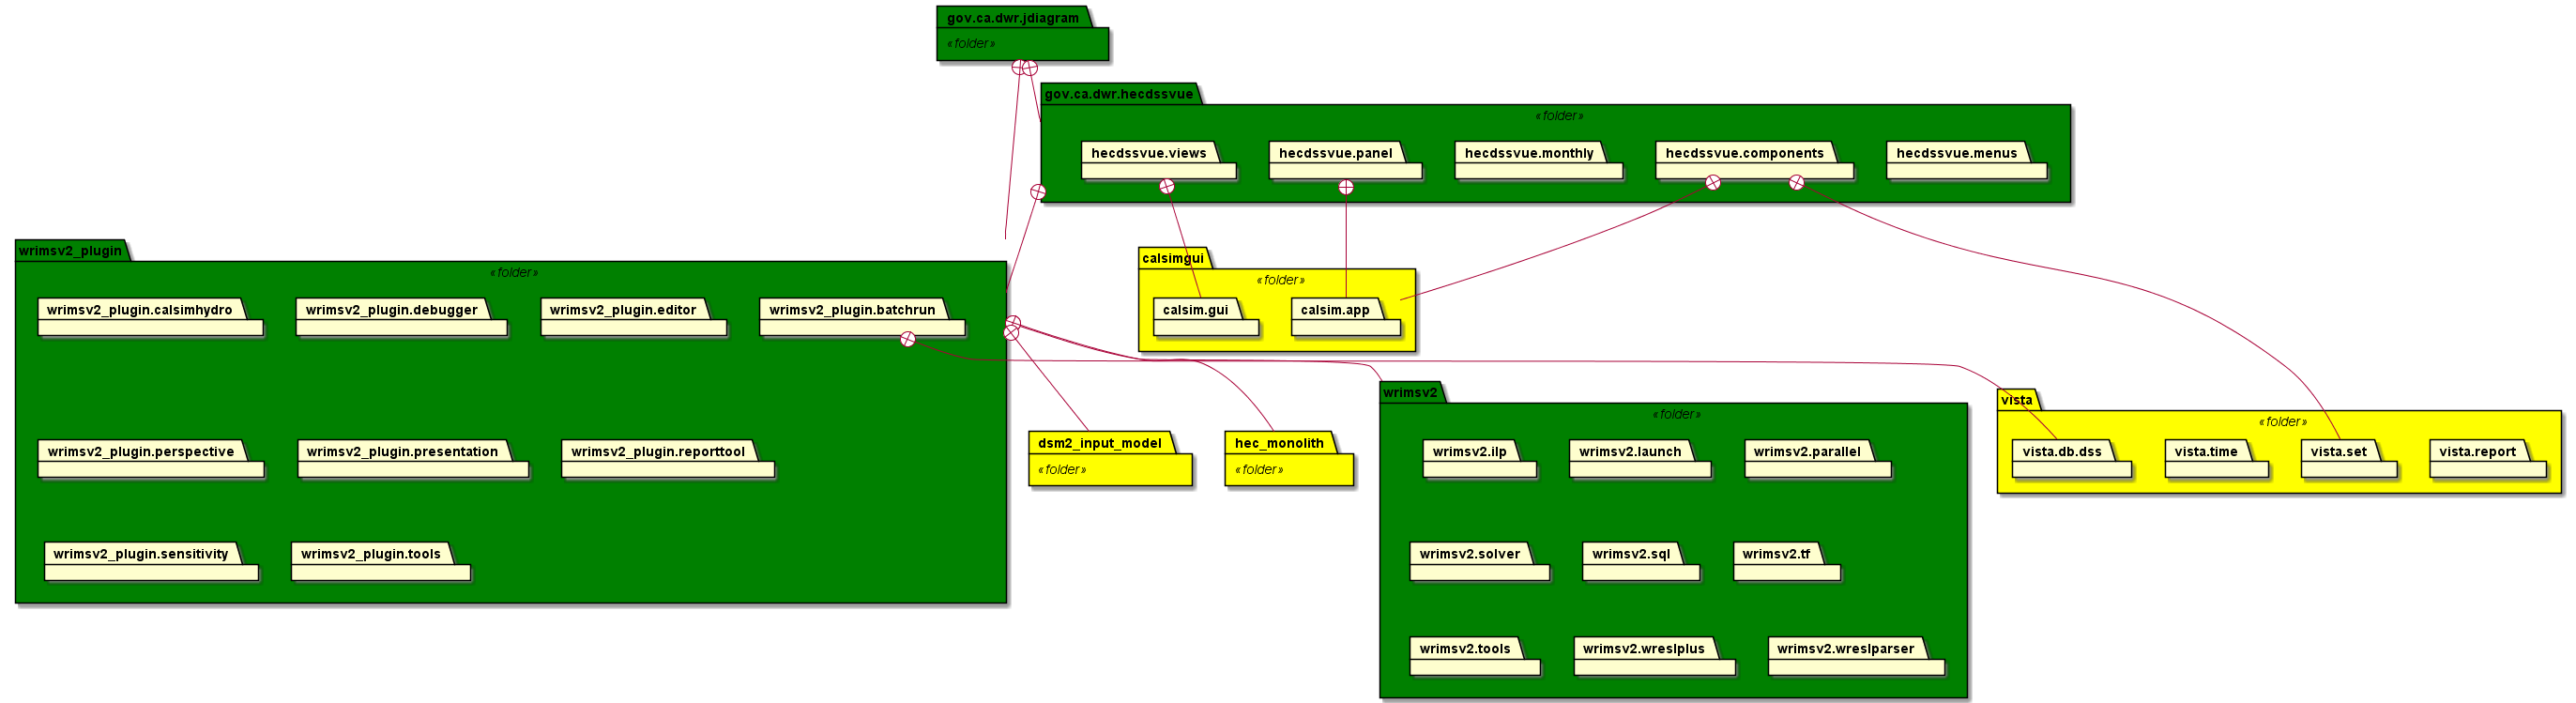 gov.ca.dwr.jdiagram
«folder»
gov.ca.dwr.hecdssvue
«folder»
hecdssvue.views
hecdssvue.panel
hecdssvue.monthly
hecdssvue.components
hecdssvue.menus
wrimsv2_plugin
«folder»
wrimsv2_plugin.calsimhydro
wrimsv2_plugin.debugger
wrimsv2_plugin.editor
wrimsv2_plugin.batchrun
wrimsv2_plugin.perspective
wrimsv2_plugin.presentation
wrimsv2_plugin.reporttool
wrimsv2_plugin.sensitivity
wrimsv2_plugin.tools
calsimgui
«folder»
calsim.gui
calsim.app
dsm2_input_model
«folder»
hec_monolith
«folder»
wrimsv2
«folder»
wrimsv2.ilp
wrimsv2.launch
wrimsv2.parallel
wrimsv2.solver
wrimsv2.sql
wrimsv2.tf
wrimsv2.tools
wrimsv2.wreslplus
wrimsv2.wreslparser
vista
«folder»
vista.db.dss
vista.time
vista.set
vista.report